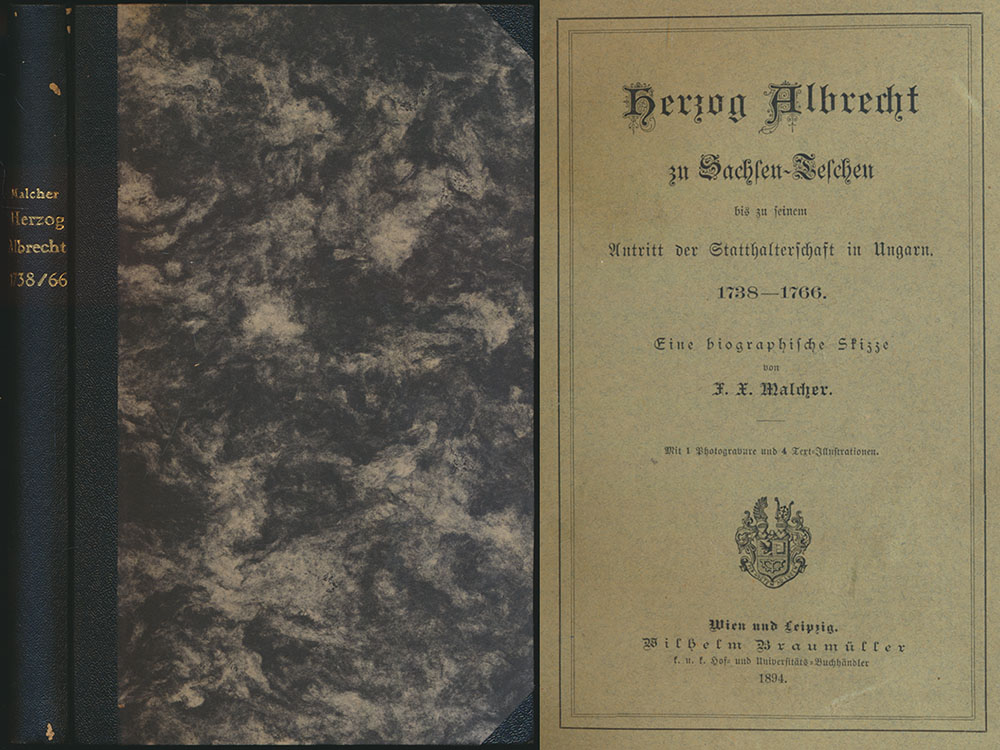 Malcher
Herzog
Albrecht
1738/66
Herzog Albrecht
zu Sachsen-Teschen
bis zu seinem
Antritt der Statthalterschaft in Ungarn.
1738—1766.
Eine biographische Skizze
von
F. X. Malcher.
Mit 1 Photogravure und 4 Text-Illustrationen.
Wien und Leipzig.
Wilhelm Braumüller
k. u. k. Hof- und Universitäts-Buchhändler
1894.